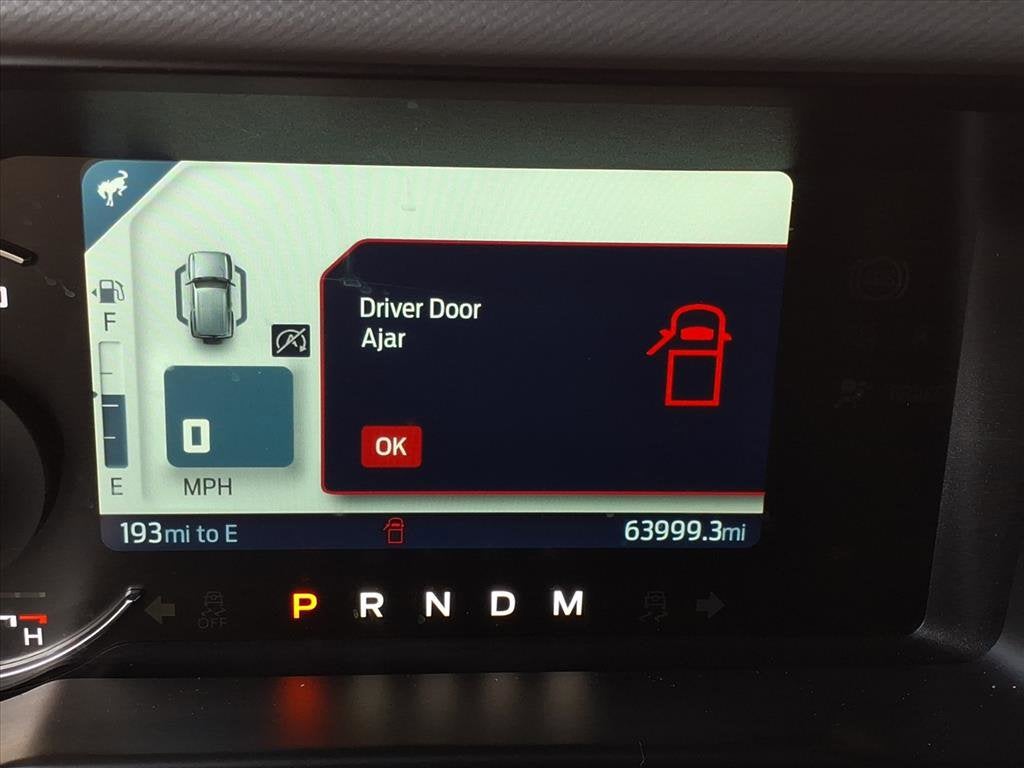 Driver Door
Ajar
F
0
OK
E
MPH
193mi to E
63999.3mi
P R N D M
OFF
H